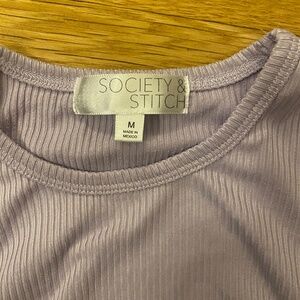 SOCIETY &
STITCH
M
MADE IN
MEXICO